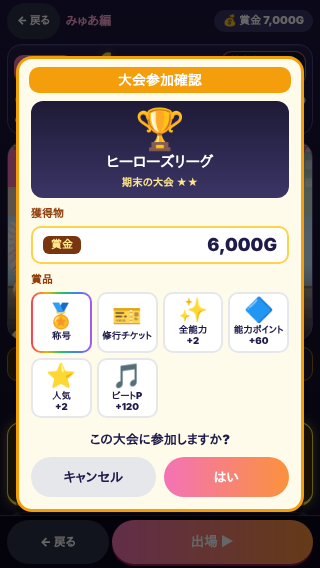 ← 戻る
みゅあ編
💰 賞金 7,000G
大会参加確認
ヒーローズリーグ
期末の大会 ★★
獲得物
賞金
6,000G
賞品
称号
修行チケット
全能力
+2
能力ポイント
+60
人気
+2
ビートP
+120
この大会に参加しますか?
キャンセル
はい
← 戻る
出場 ▶